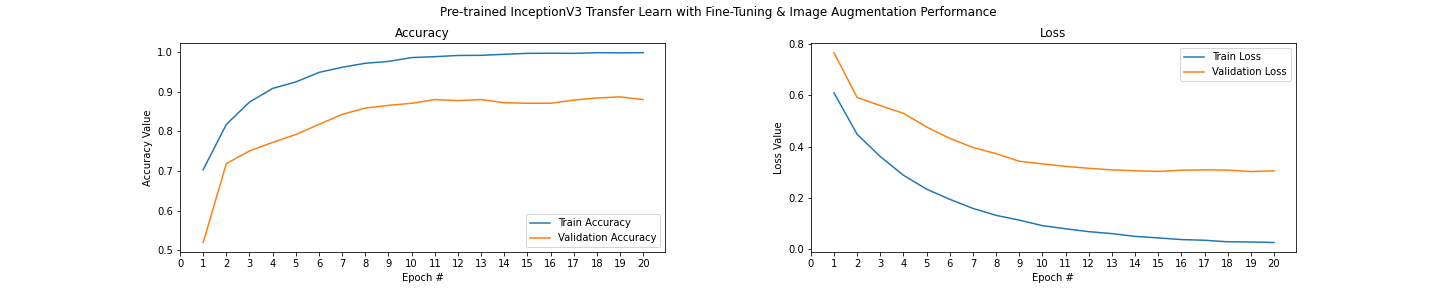 Pre-trained InceptionV3 Transfer Learn with Fine-Tuning & Image Augmentation Performance
Accuracy
1.0
0.9
0.8
0.7
0.6
0.5
Accuracy Value
Train Accuracy
Validation Accuracy
0 1 2 3 4 5 6 7 8 9 10 11 12 13 14 15 16 17 18 19 20
Epoch #
Loss
0.8
0.6
0.4
0.2
0.0
Loss Value
Train Loss
Validation Loss
0 1 2 3 4 5 6 7 8 9 10 11 12 13 14 15 16 17 18 19 20
Epoch #